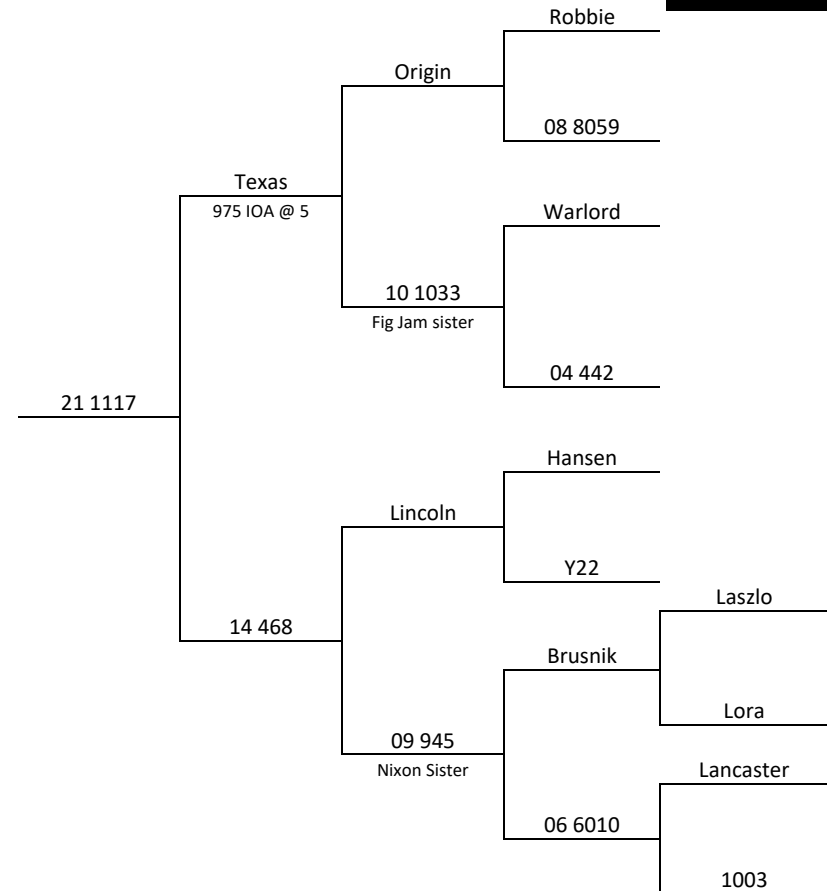 Robbie
Origin
08 8059
Texas
975 IOA @ 5
Warlord
10 1033
Fig Jam sister
04 442
21 1117
Hansen
Lincoln
Y22
Laszlo
14 468
Brusnik
Lora
09 945
Nixon Sister
Lancaster
06 6010
1003